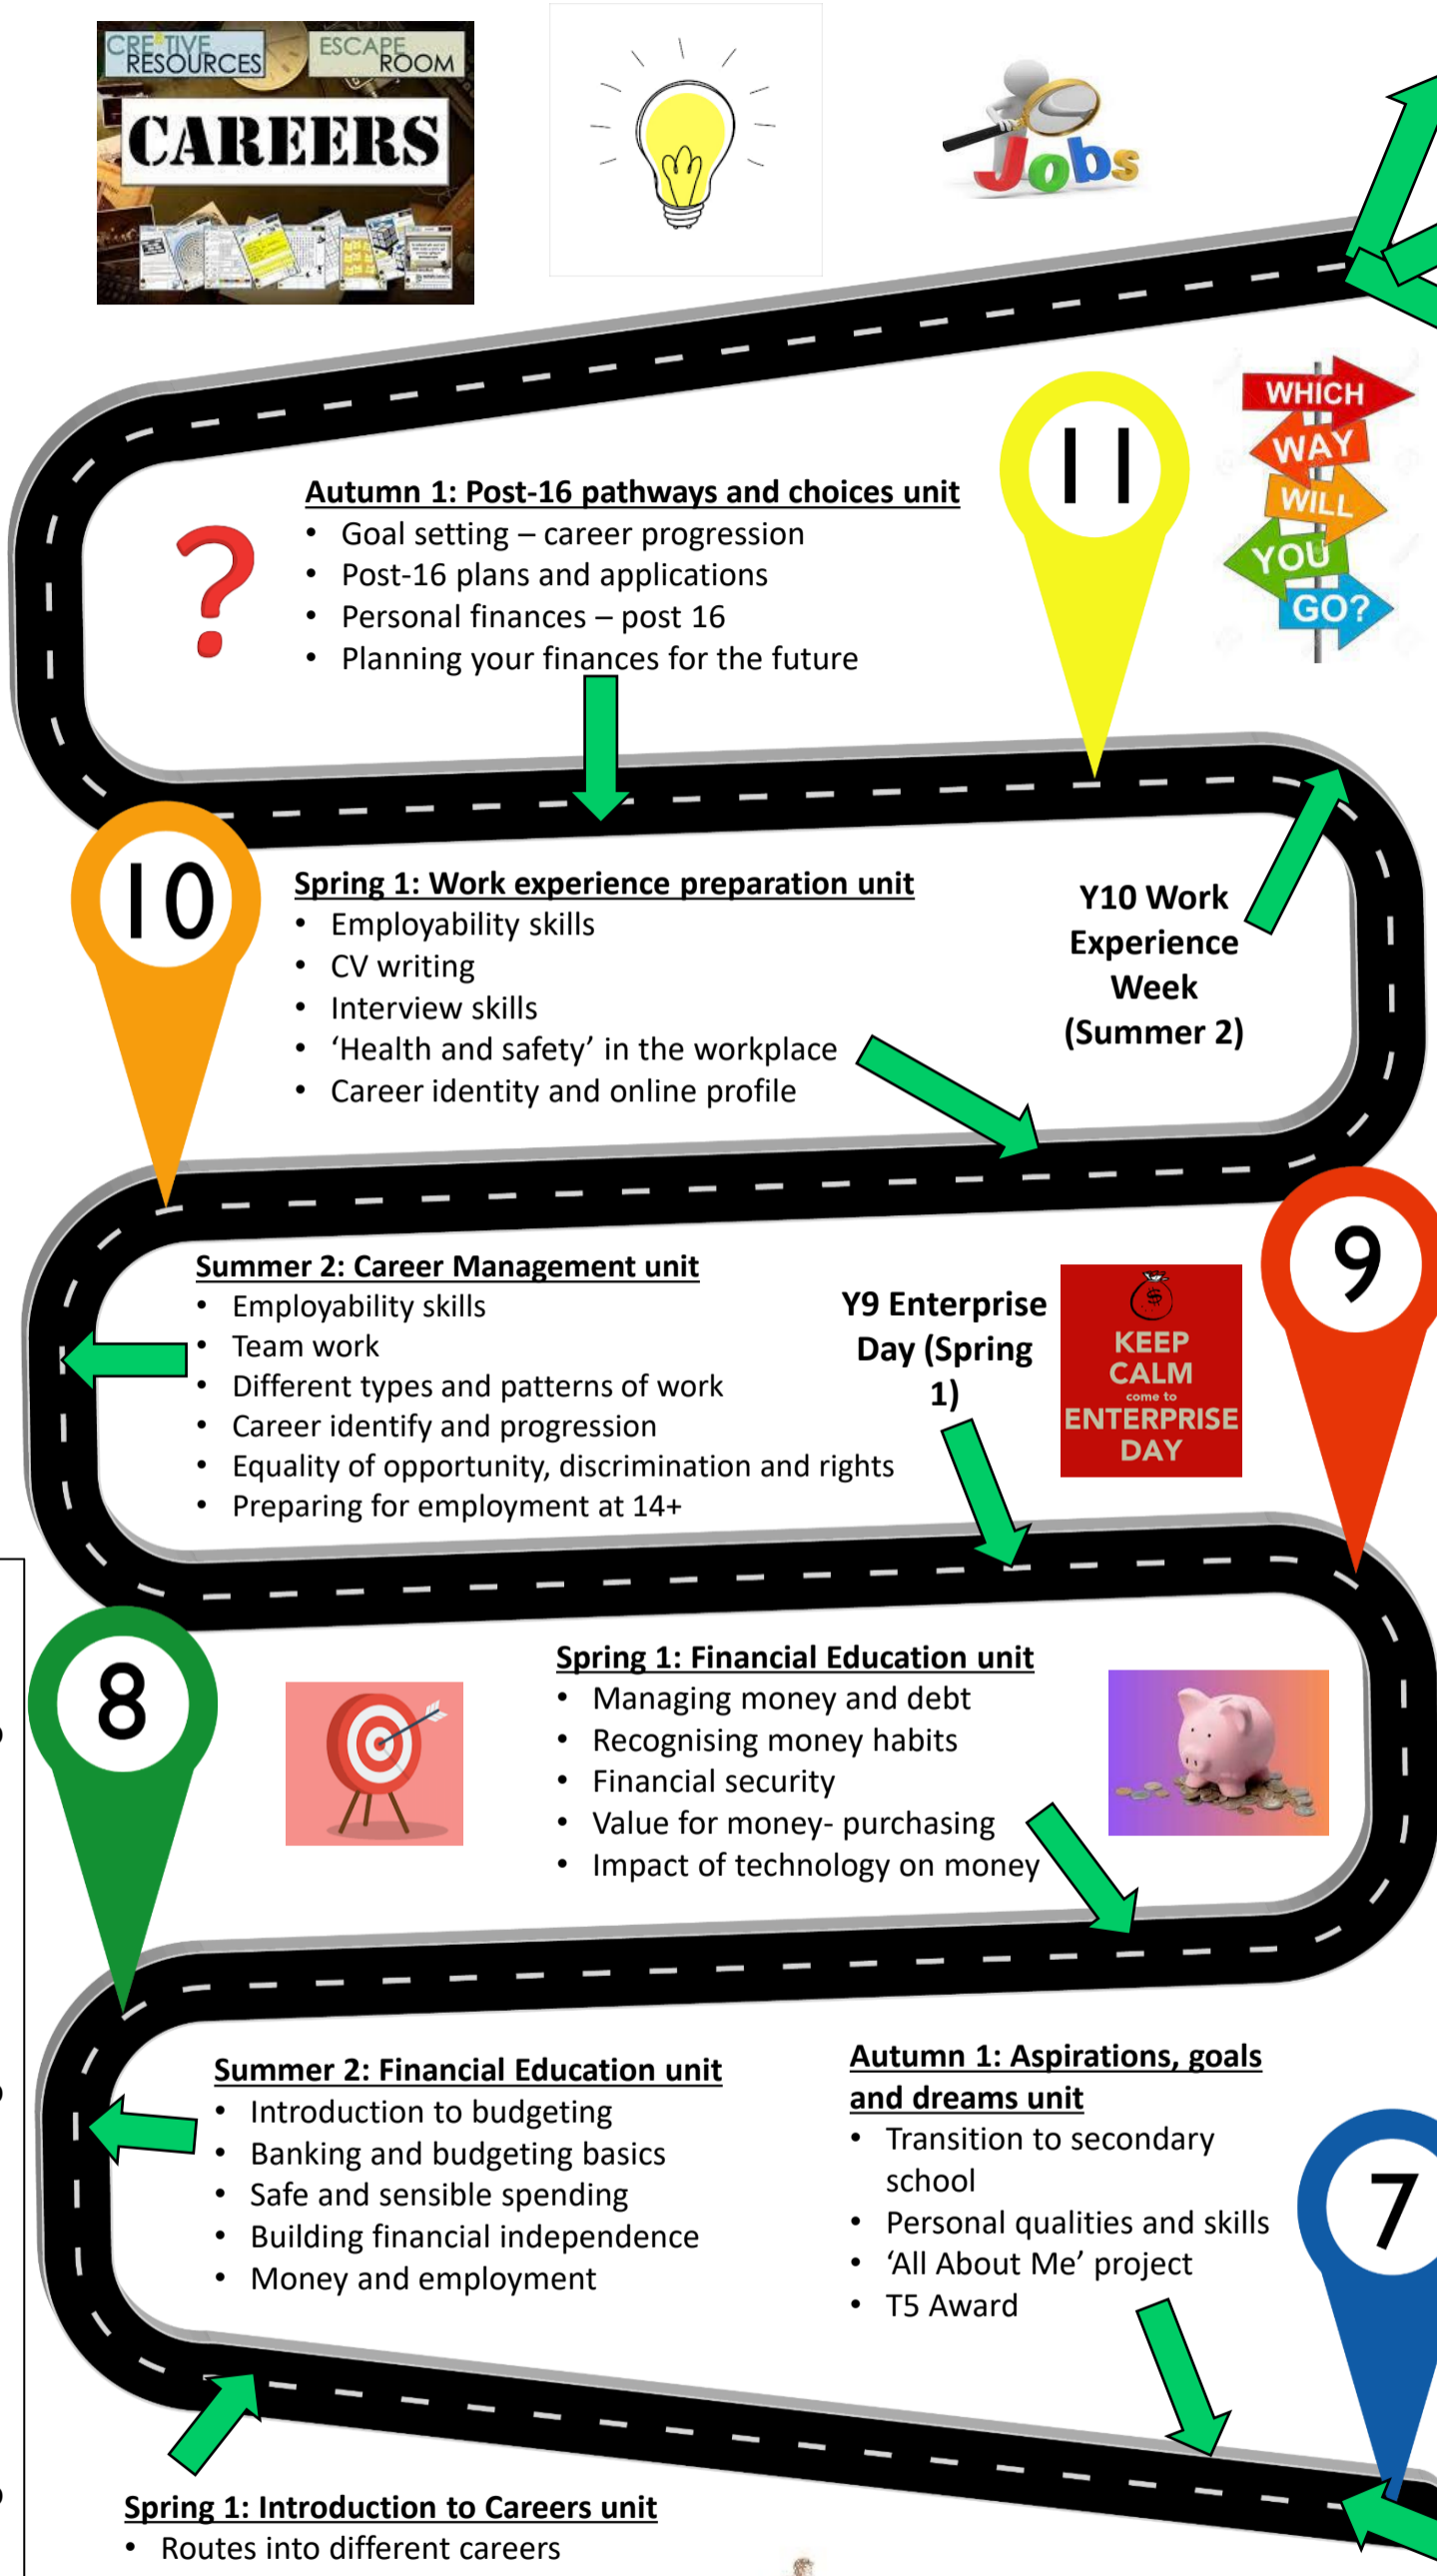 CRE TIVE
RESOURCES
ESCAPE
ROOM
CAREERS
Jobs
WHICH
WAY
WILL
YOU
GO?
11
Autumn 1: Post-16 pathways and choices unit
• Goal setting – career progression
• Post-16 plans and applications
• Personal finances – post 16
• Planning your finances for the future
?
10
Spring 1: Work experience preparation unit
• Employability skills
• CV writing
• Interview skills
• ‘Health and safety’ in the workplace
• Career identity and online profile
Y10 Work
Experience
Week
(Summer 2)
9
Summer 2: Career Management unit
• Employability skills
• Team work
• Different types and patterns of work
• Career identify and progression
• Equality of opportunity, discrimination and rights
• Preparing for employment at 14+
Y9 Enterprise
Day (Spring
1)
$
KEEP
CALM
come to
ENTERPRISE
DAY
8
Spring 1: Financial Education unit
• Managing money and debt
• Recognising money habits
• Financial security
• Value for money- purchasing
• Impact of technology on money
Summer 2: Financial Education unit
• Introduction to budgeting
• Banking and budgeting basics
• Safe and sensible spending
• Building financial independence
• Money and employment
Autumn 1: Aspirations, goals
and dreams unit
• Transition to secondary
school
• Personal qualities and skills
• ‘All About Me’ project
• T5 Award
7
Spring 1: Introduction to Careers unit
• Routes into different careers